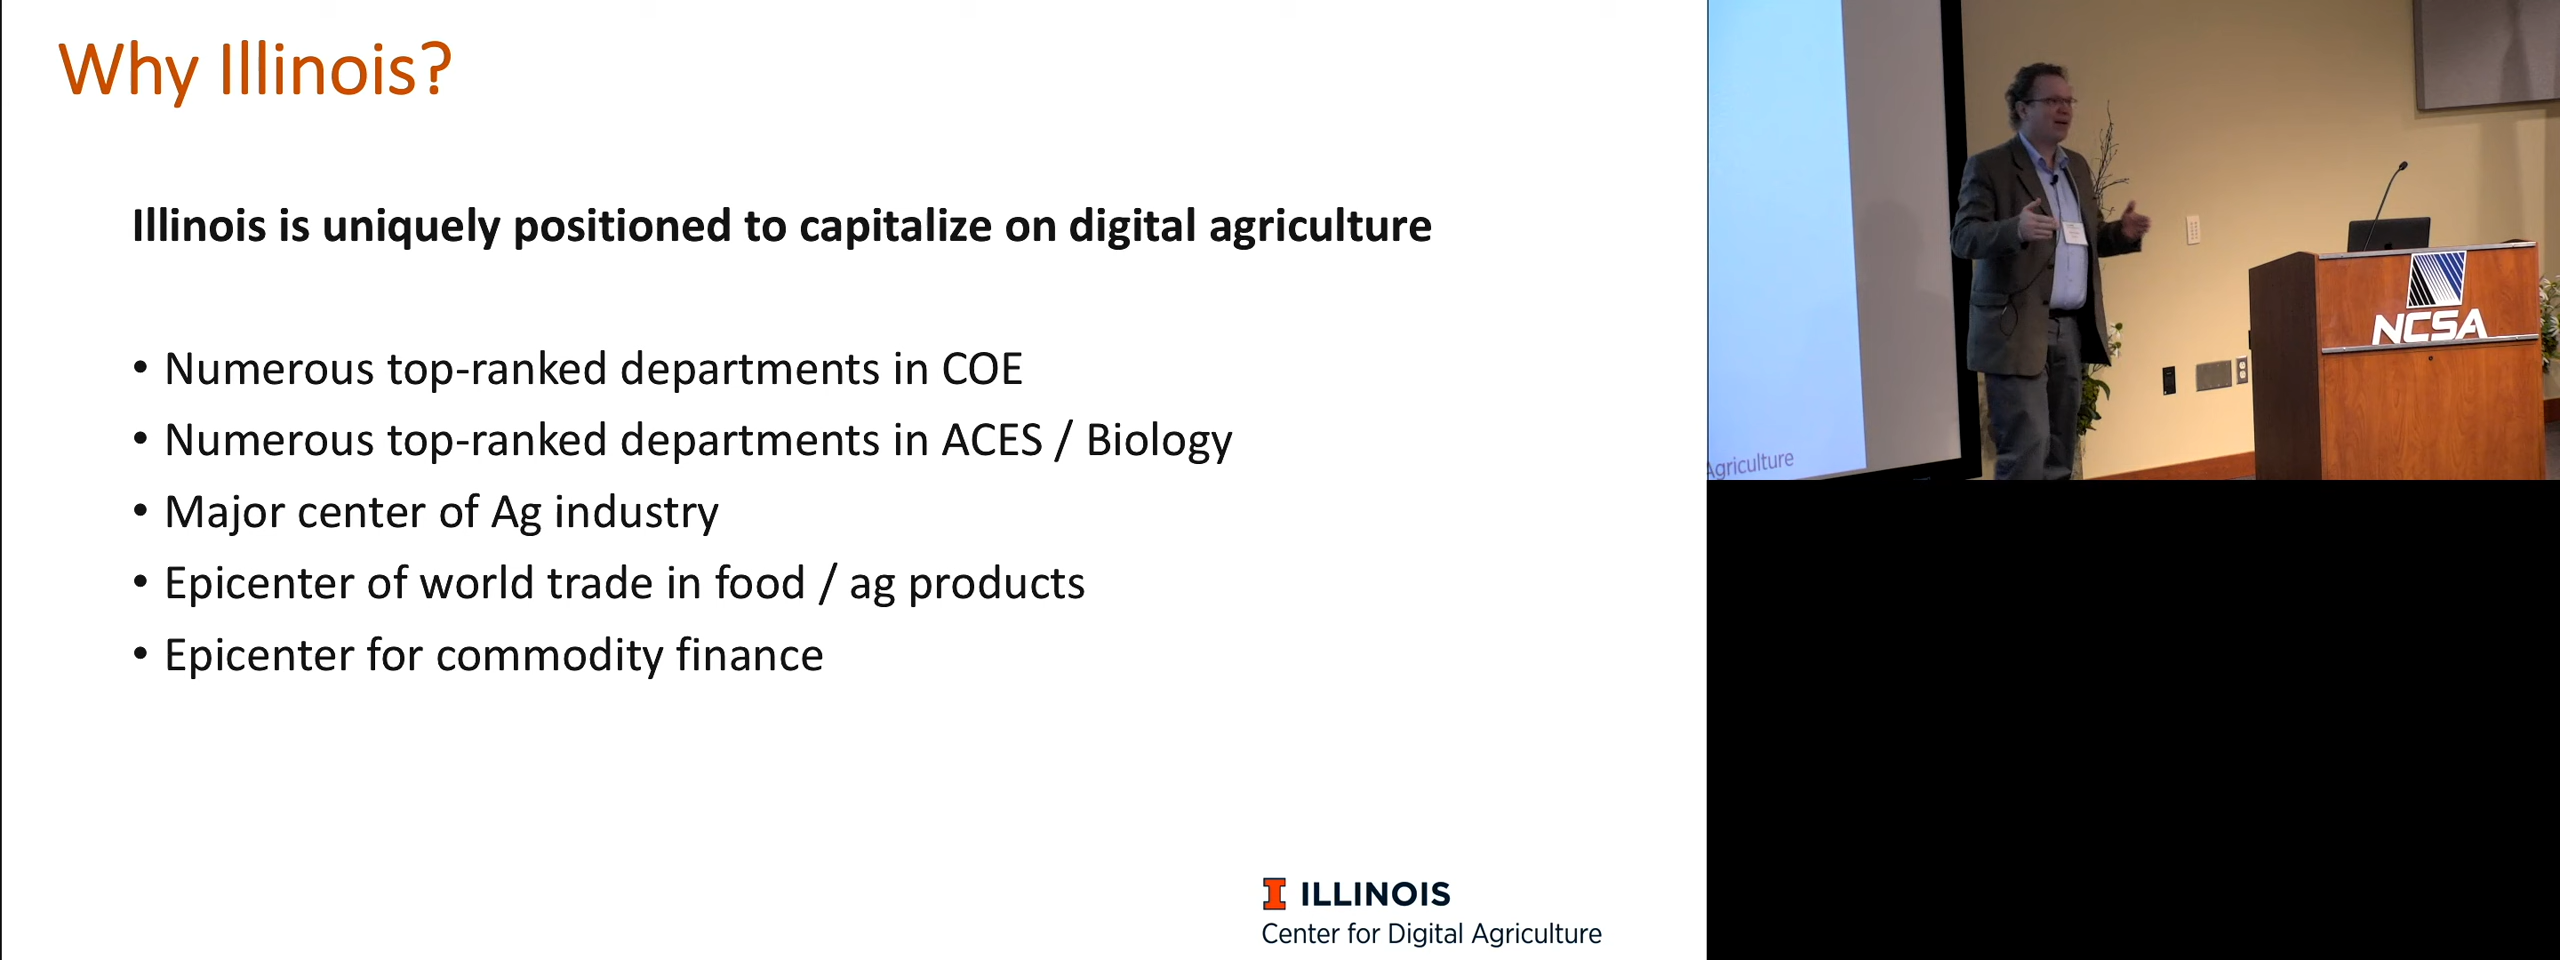 Why Illinois?
Illinois is uniquely positioned to capitalize on digital agriculture
• Numerous top-ranked departments in COE
• Numerous top-ranked departments in ACES / Biology
• Major center of Ag industry
• Epicenter of world trade in food / ag products
• Epicenter for commodity finance
I ILLINOIS
Center for Digital Agriculture
Agriculture
NCSA